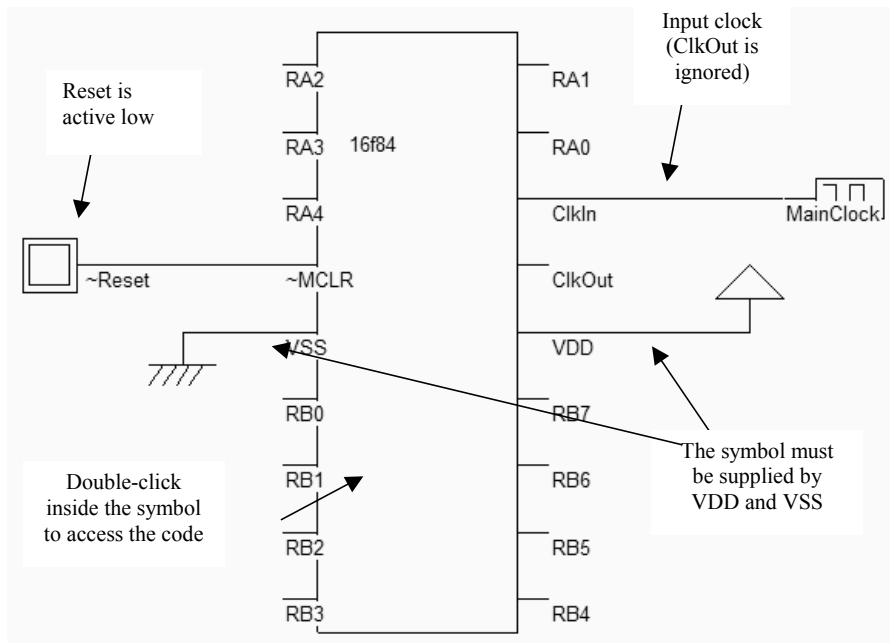 Input clock
(ClkOut is
ignored)
Reset is
active low
RA2
RA1
RA3
16f84
RA0
RA4
ClkIn
MainClock
~Reset
~MCLR
ClkOut
VSS
VDD
RB0
RB7
Double-click
inside the symbol
to access the code
RB1
RB6
The symbol must
be supplied by
VDD and VSS
RB2
RB5
RB3
RB4